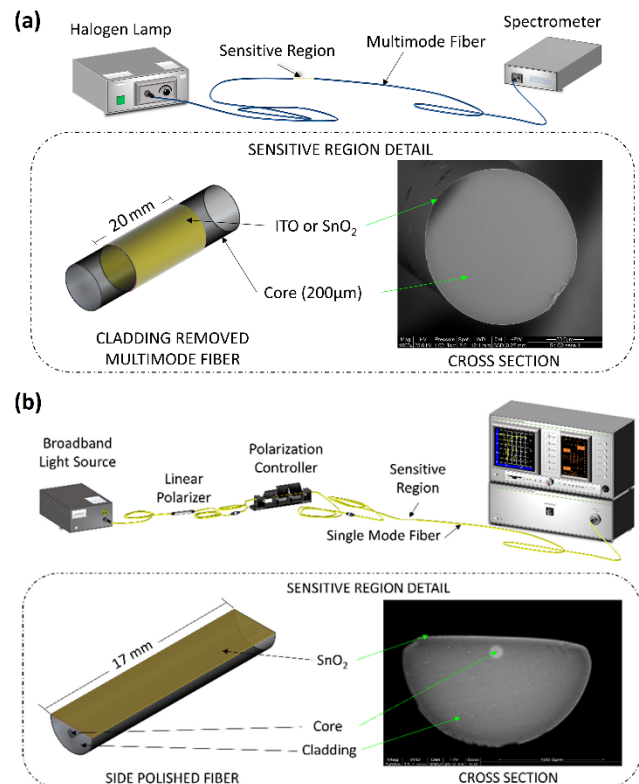 (a)
Halogen Lamp
Spectrometer
Sensitive
Region
Multimode
Fiber
SENSITIVE REGION DETAIL
20 mm
ITO or SnO₂
Core (200µm)
CLADDING REMOVED
MULTIMODE FIBER
CROSS SECTION
(b)
Broadband
Light Source
Linear
Polarizer
Polarization
Controller
Sensitive
Region
Single Mode Fiber
SENSITIVE REGION DETAIL
17 mm
SnO₂
Core
Cladding
SIDE POLISHED FIBER
CROSS SECTION